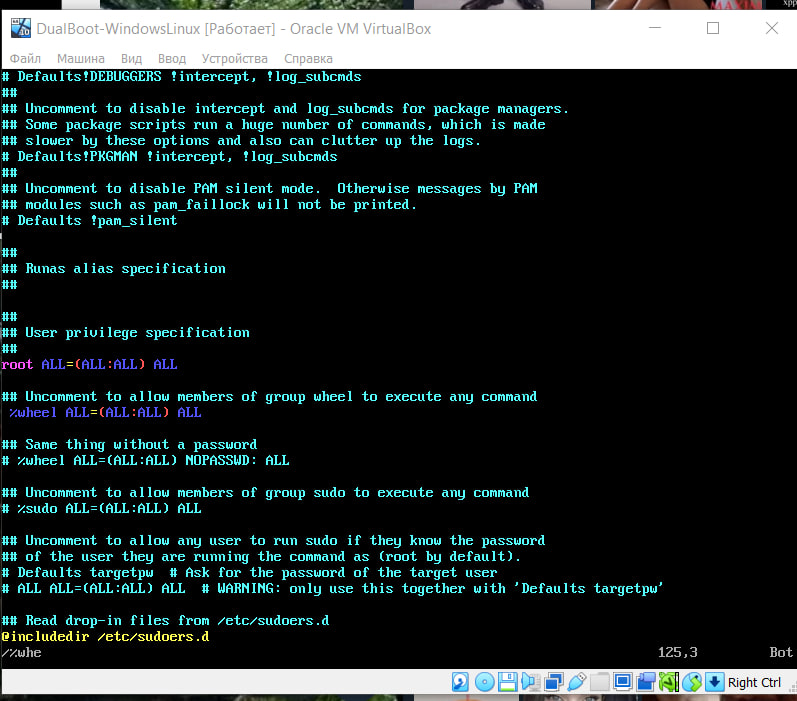 DualBoot-WindowsLinux [Работает] - Oracle VM VirtualBox
Файл Машина Вид Ввод Устройства Справка
# Defaults!DEBUGGERS !intercept, !log_subcmds
##
## Uncomment to disable intercept and log_subcmds for package managers.
## Some package scripts run a huge number of commands, which is made
## slower by these options and also can clutter up the logs.
# Defaults!PKGMAN !intercept, !log_subcmds
##
## Uncomment to disable PAM silent mode.  Otherwise messages by PAM
## modules such as pam_faillock will not be printed.
# Defaults !pam_silent
##
## Runas alias specification
##
##
## User privilege specification
##
root ALL=(ALL:ALL) ALL
## Uncomment to allow members of group wheel to execute any command
 %wheel ALL=(ALL:ALL) ALL
## Same thing without a password
# %wheel ALL=(ALL:ALL) NOPASSWD: ALL
## Uncomment to allow members of group sudo to execute any command
# %sudo ALL=(ALL:ALL) ALL
## Uncomment to allow any user to run sudo if they know the password
## of the user they are running the command as (root by default).
# Defaults targetpw  # Ask for the password of the target user
# ALL ALL=(ALL:ALL) ALL  # WARNING: only use this together with 'Defaults targetpw'
## Read drop-in files from /etc/sudoers.d
@includedir /etc/sudoers.d
/%whe 125,3 Bot
Right Ctrl